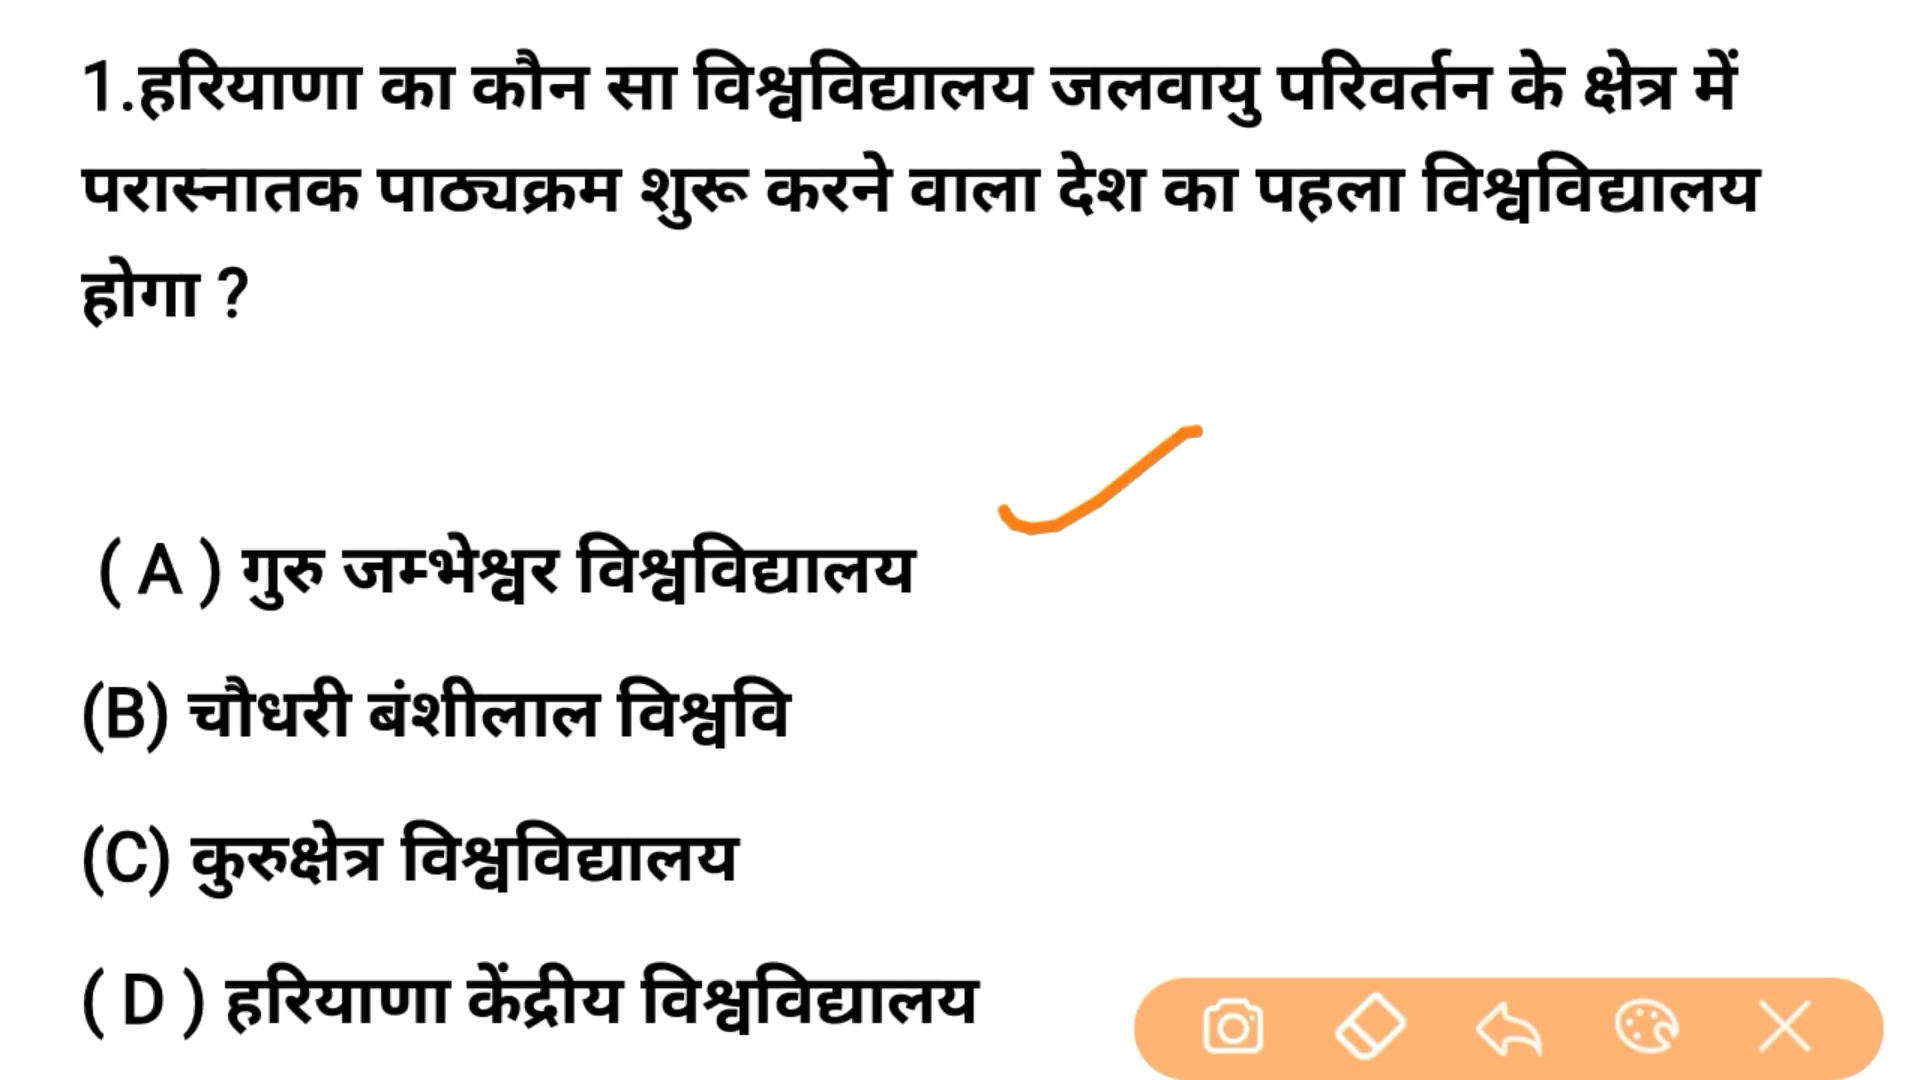 1.हरियाणा का कौन सा विश्वविद्यालय जलवायु परिवर्तन के क्षेत्र में
परास्नातक पाठ्यक्रम शुरू करने वाला देश का पहला विश्वविद्यालय
होगा ?
( A ) गुरु जम्भेश्वर विश्वविद्यालय
(B) चौधरी बंशीलाल विश्ववि
(C) कुरुक्षेत्र विश्वविद्यालय
( D ) हरियाणा केंद्रीय विश्वविद्यालय